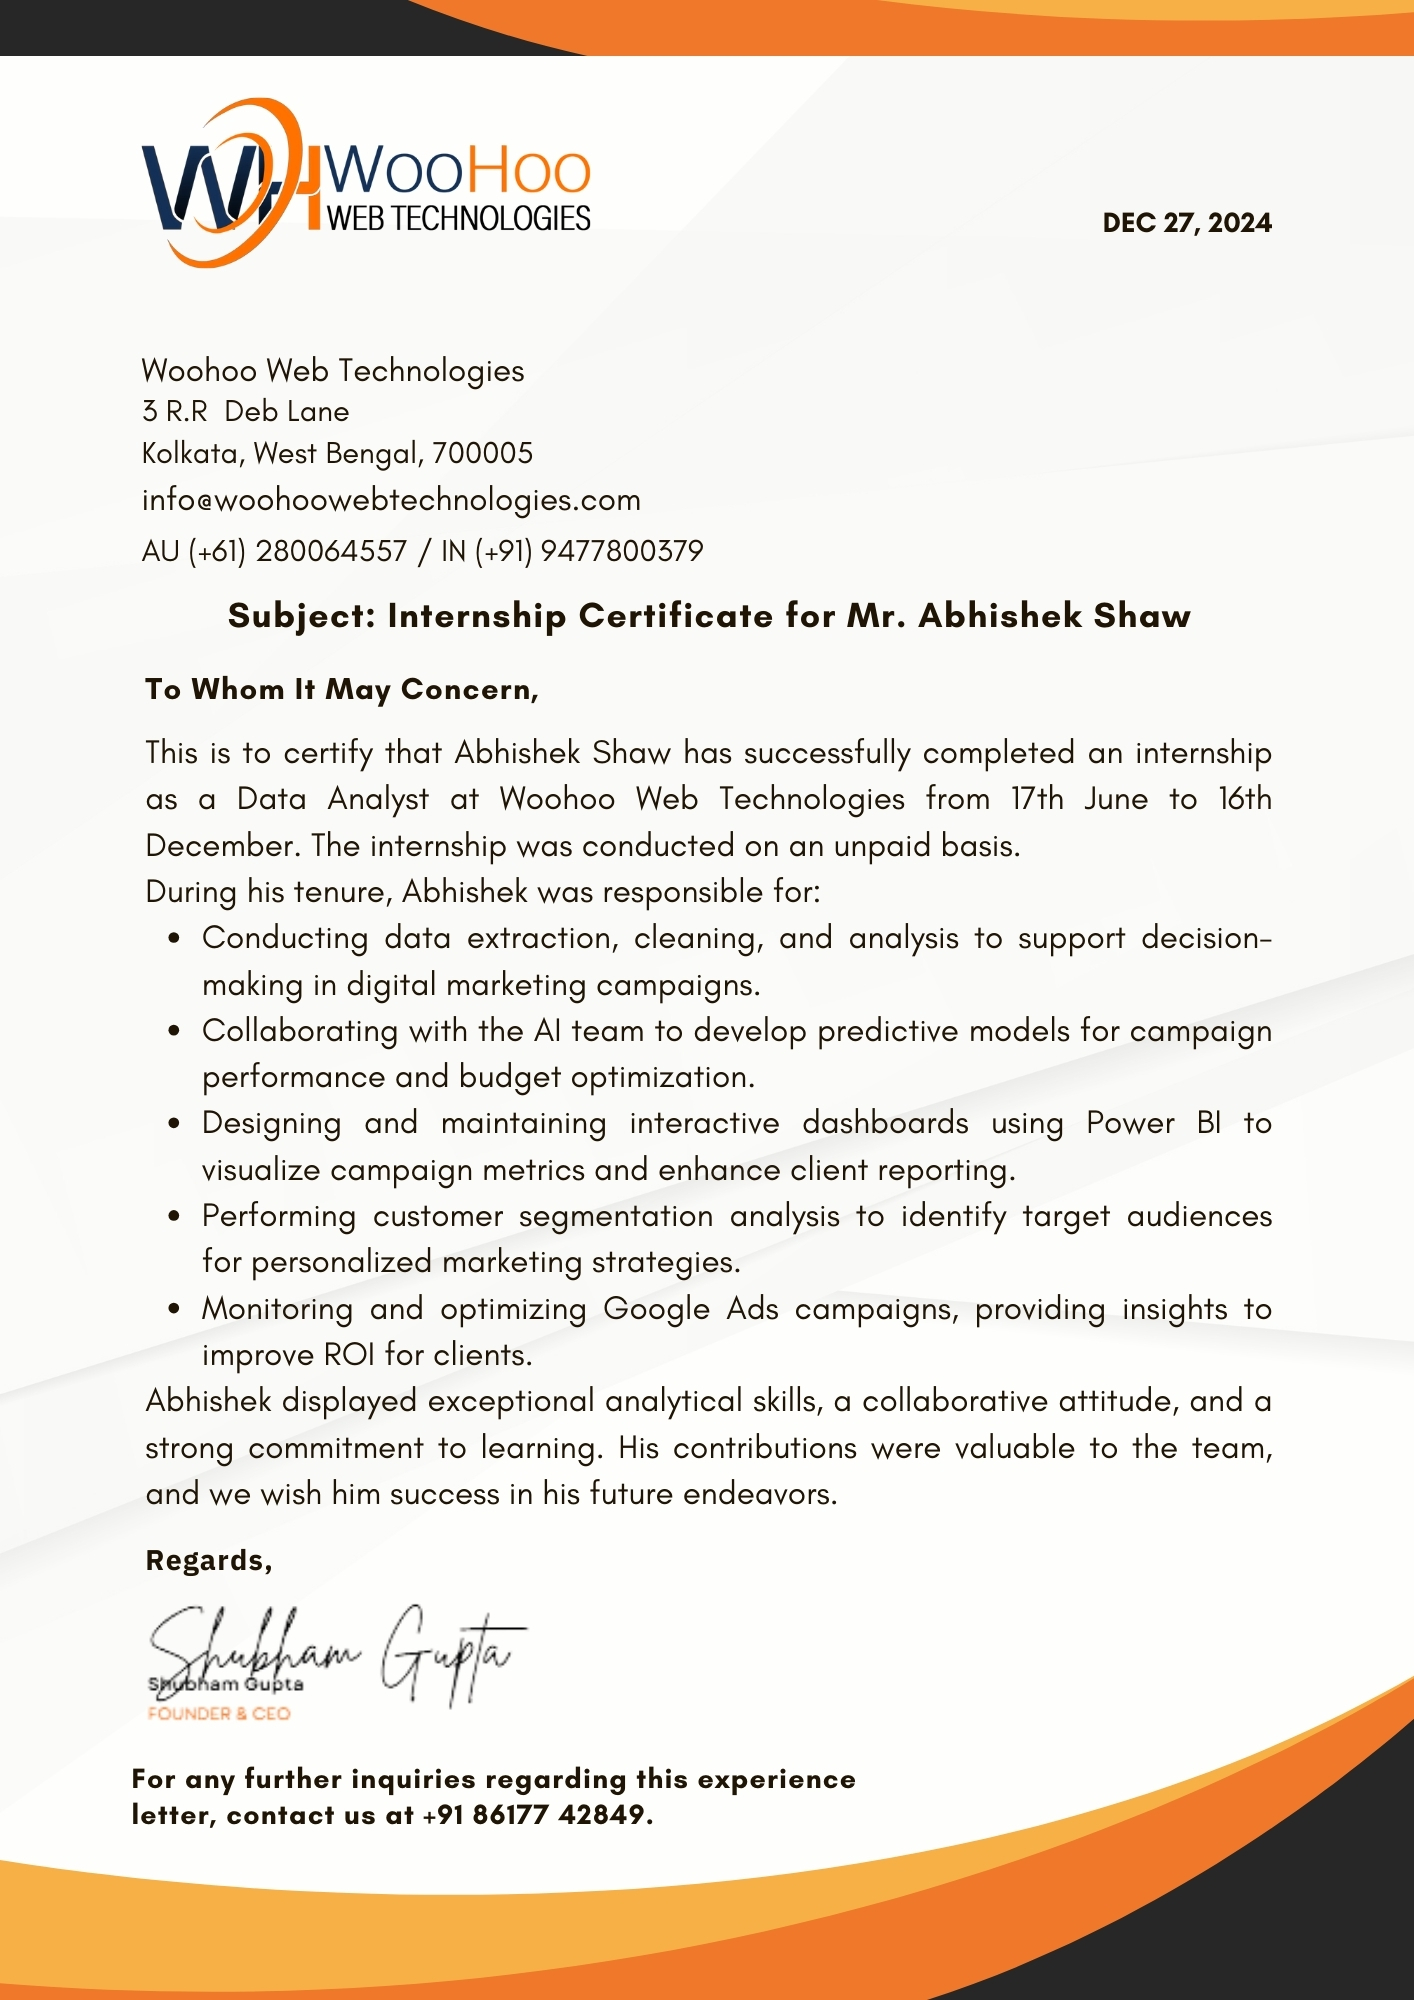 WH WooHoo
WEB TECHNOLOGIES
DEC 27, 2024
Woohoo Web Technologies
3 R.R Deb Lane
Kolkata, West Bengal, 700005
info@woohoowebtechnologies.com
AU (+61) 280064557 / IN (+91) 9477800379
Subject: Internship Certificate for Mr. Abhishek Shaw
To Whom It May Concern,
This is to certify that Abhishek Shaw has successfully completed an internship
as a Data Analyst at Woohoo Web Technologies from 17th June to 16th
December. The internship was conducted on an unpaid basis.
During his tenure, Abhishek was responsible for:
• Conducting data extraction, cleaning, and analysis to support decision-
making in digital marketing campaigns.
• Collaborating with the AI team to develop predictive models for campaign
performance and budget optimization.
• Designing and maintaining interactive dashboards using Power BI to
visualize campaign metrics and enhance client reporting.
• Performing customer segmentation analysis to identify target audiences
for personalized marketing strategies.
• Monitoring and optimizing Google Ads campaigns, providing insights to
improve ROI for clients.
Abhishek displayed exceptional analytical skills, a collaborative attitude, and a
strong commitment to learning. His contributions were valuable to the team,
and we wish him success in his future endeavors.
Regards,
Shubham Gupta
Shubham Gupta
FOUNDER & CEO
For any further inquiries regarding this experience
letter, contact us at +91 86177 42849.